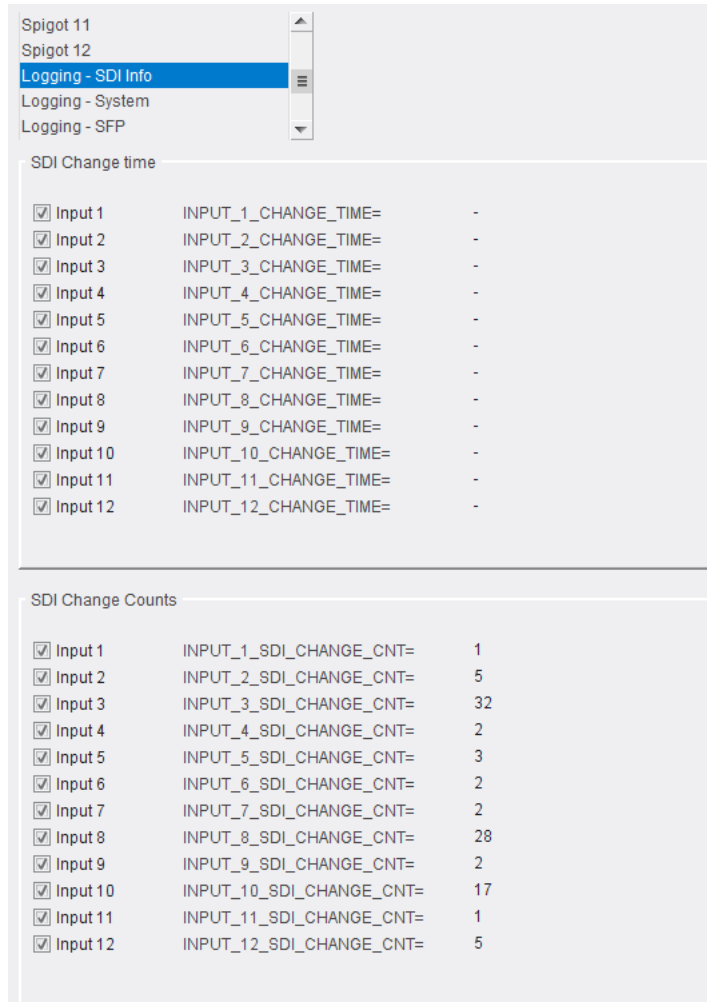 Spigot 11
Spigot 12
Logging - SDI Info
Logging - System
Logging - SFP
SDI Change time
Input 1 INPUT_1_CHANGE_TIME= -
Input 2 INPUT_2_CHANGE_TIME= -
Input 3 INPUT_3_CHANGE_TIME= -
Input 4 INPUT_4_CHANGE_TIME= -
Input 5 INPUT_5_CHANGE_TIME= -
Input 6 INPUT_6_CHANGE_TIME= -
Input 7 INPUT_7_CHANGE_TIME= -
Input 8 INPUT_8_CHANGE_TIME= -
Input 9 INPUT_9_CHANGE_TIME= -
Input 10 INPUT_10_CHANGE_TIME= -
Input 11 INPUT_11_CHANGE_TIME= -
Input 12 INPUT_12_CHANGE_TIME= -
SDI Change Counts
Input 1 INPUT_1_SDI_CHANGE_CNT= 1
Input 2 INPUT_2_SDI_CHANGE_CNT= 5
Input 3 INPUT_3_SDI_CHANGE_CNT= 32
Input 4 INPUT_4_SDI_CHANGE_CNT= 2
Input 5 INPUT_5_SDI_CHANGE_CNT= 3
Input 6 INPUT_6_SDI_CHANGE_CNT= 2
Input 7 INPUT_7_SDI_CHANGE_CNT= 2
Input 8 INPUT_8_SDI_CHANGE_CNT= 28
Input 9 INPUT_9_SDI_CHANGE_CNT= 2
Input 10 INPUT_10_SDI_CHANGE_CNT= 17
Input 11 INPUT_11_SDI_CHANGE_CNT= 1
Input 12 INPUT_12_SDI_CHANGE_CNT= 5